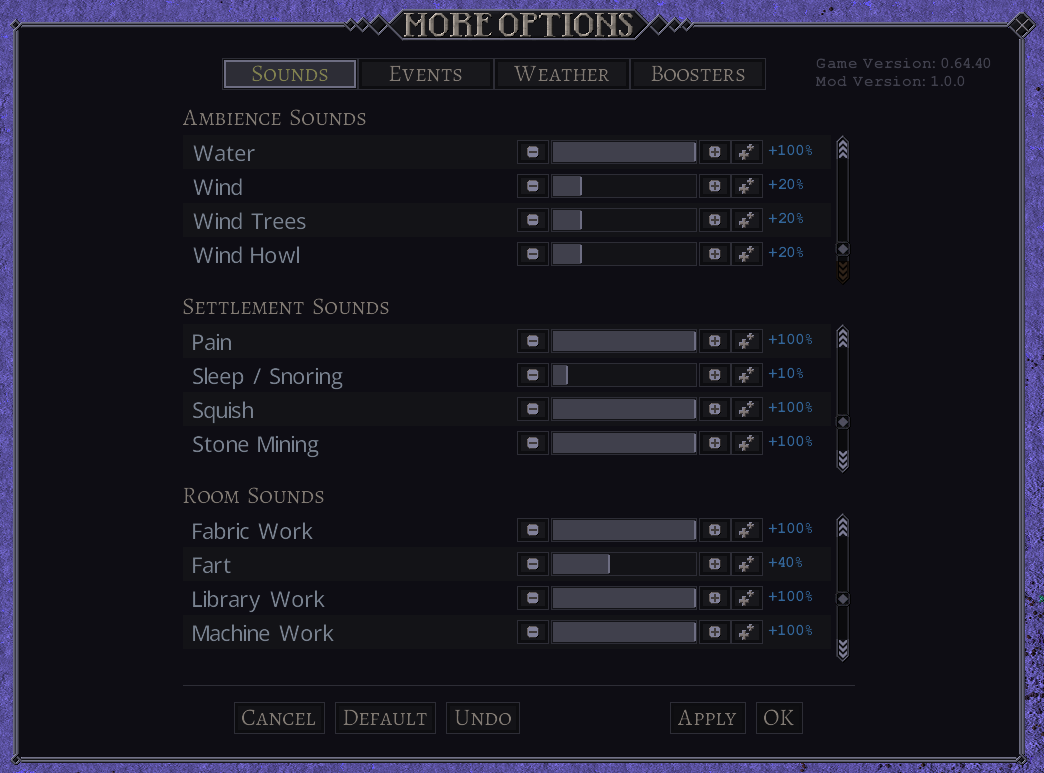 MORE OPTIONS
Sounds Events Weather Boosters
Game Version: 0.64.40
Mod Version: 1.0.0
Ambience Sounds
Water +100%
Wind +20%
Wind Trees +20%
Wind Howl +20%
Settlement Sounds
Pain +100%
Sleep / Snoring +10%
Squish +100%
Stone Mining +100%
Room Sounds
Fabric Work +100%
Fart +40%
Library Work +100%
Machine Work +100%
Cancel Default Undo Apply OK